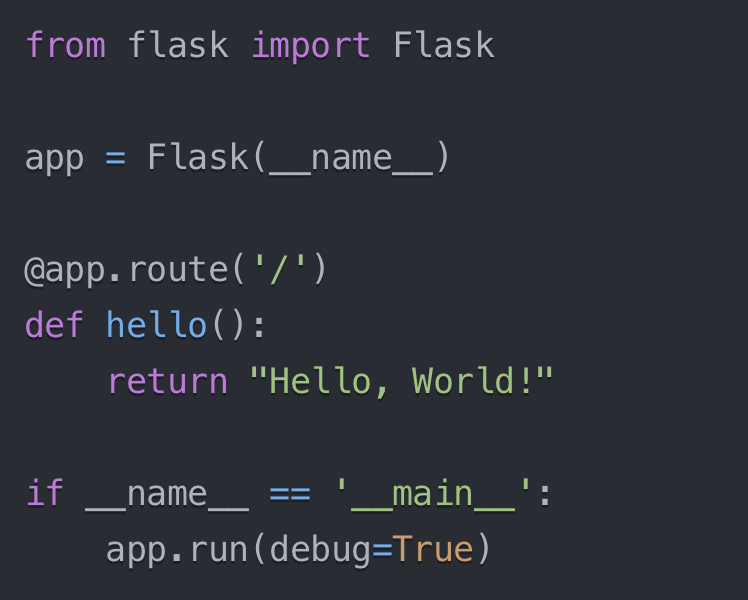 from flask import Flask
app = Flask(__name__)
@app.route('/')
def hello():
    return "Hello, World!"
if __name__ == '__main__':
    app.run(debug=True)